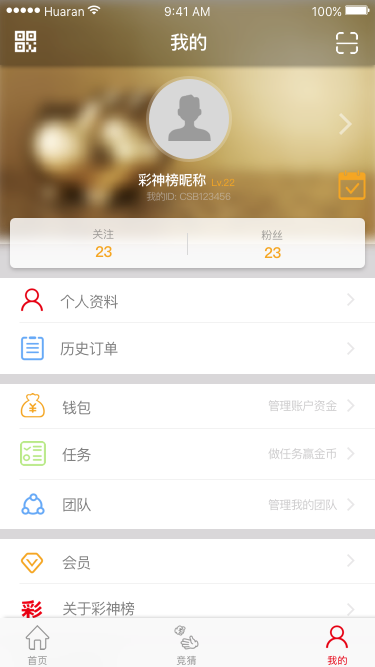 Huaran 9:41 AM 100%
我的
彩神榜昵称 Lv.22
我的ID: CSB123456
关注 粉丝
23 23
个人资料
历史订单
¥ 钱包 管理账户资金
任务 做任务赢金币
团队 管理我的团队
会员
彩 关于彩神榜
首页 竞猜 我的